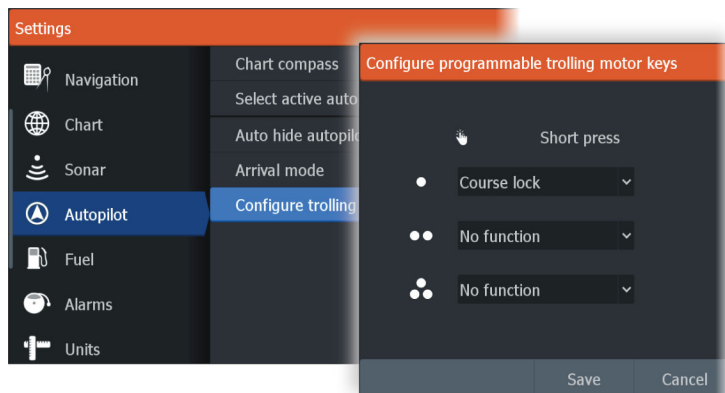 Settings
Navigation
Chart
Sonar
Autopilot
Fuel
Alarms
Units
Chart compass
Select active auto
Auto hide autopilo
Arrival mode
Configure trolling
Configure programmable trolling motor keys
Short press
Course lock
No function
No function
Save Cancel